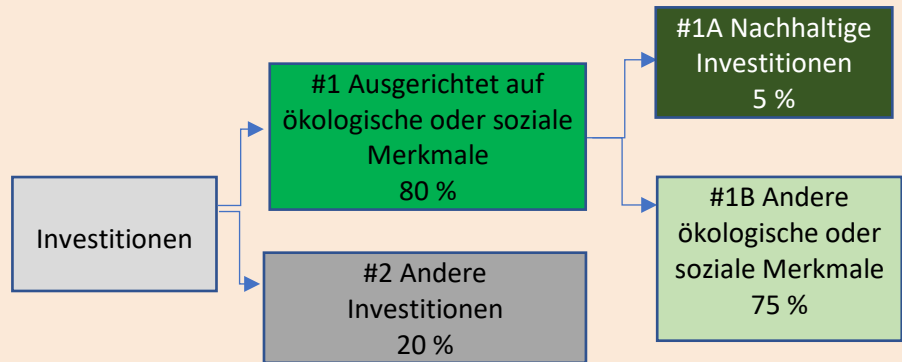 Investitionen
#1 Ausgerichtet auf
ökologische oder soziale
Merkmale
80 %
#2 Andere
Investitionen
20 %
#1A Nachhaltige
Investitionen
5 %
#1B Andere
ökologische oder
soziale Merkmale
75 %